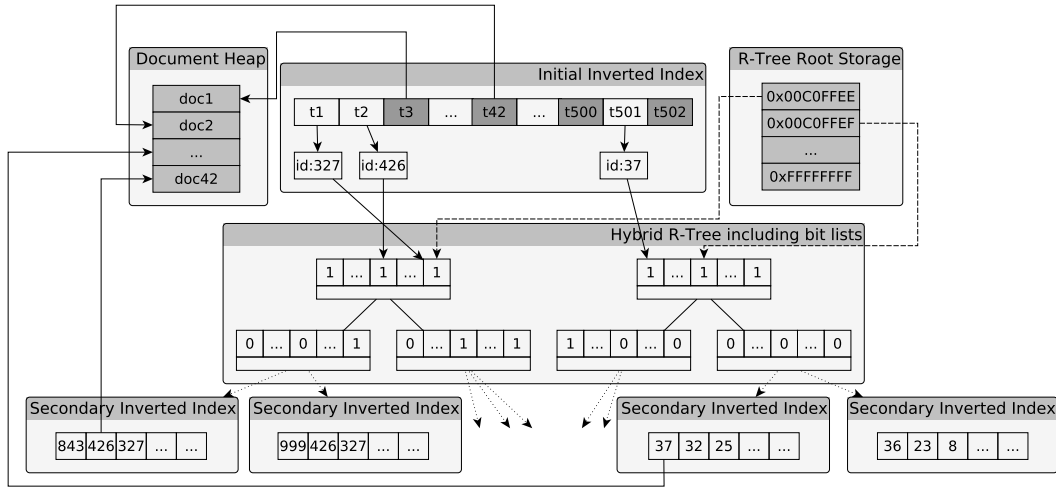 Document Heap
doc1
doc2
...
doc42
Initial Inverted Index
t1 t2 t3 ... t42 ... t500 t501 t502
id:327 id:426 id:37
R-Tree Root Storage
0x00C0FFEE
0x00C0FFEF
...
0xFFFFFFFF
Hybrid R-Tree including bit lists
1 ... 1 ... 1
1 ... 1 ... 1
0 ... 0 ... 1
0 ... 1 ... 1
1 ... 0 ... 0
0 ... 0 ... 0
Secondary Inverted Index
843 426 327 ... ...
Secondary Inverted Index
999 426 327 ... ...
Secondary Inverted Index
37 32 25 ... ...
Secondary Inverted Index
36 23 8 ... ...